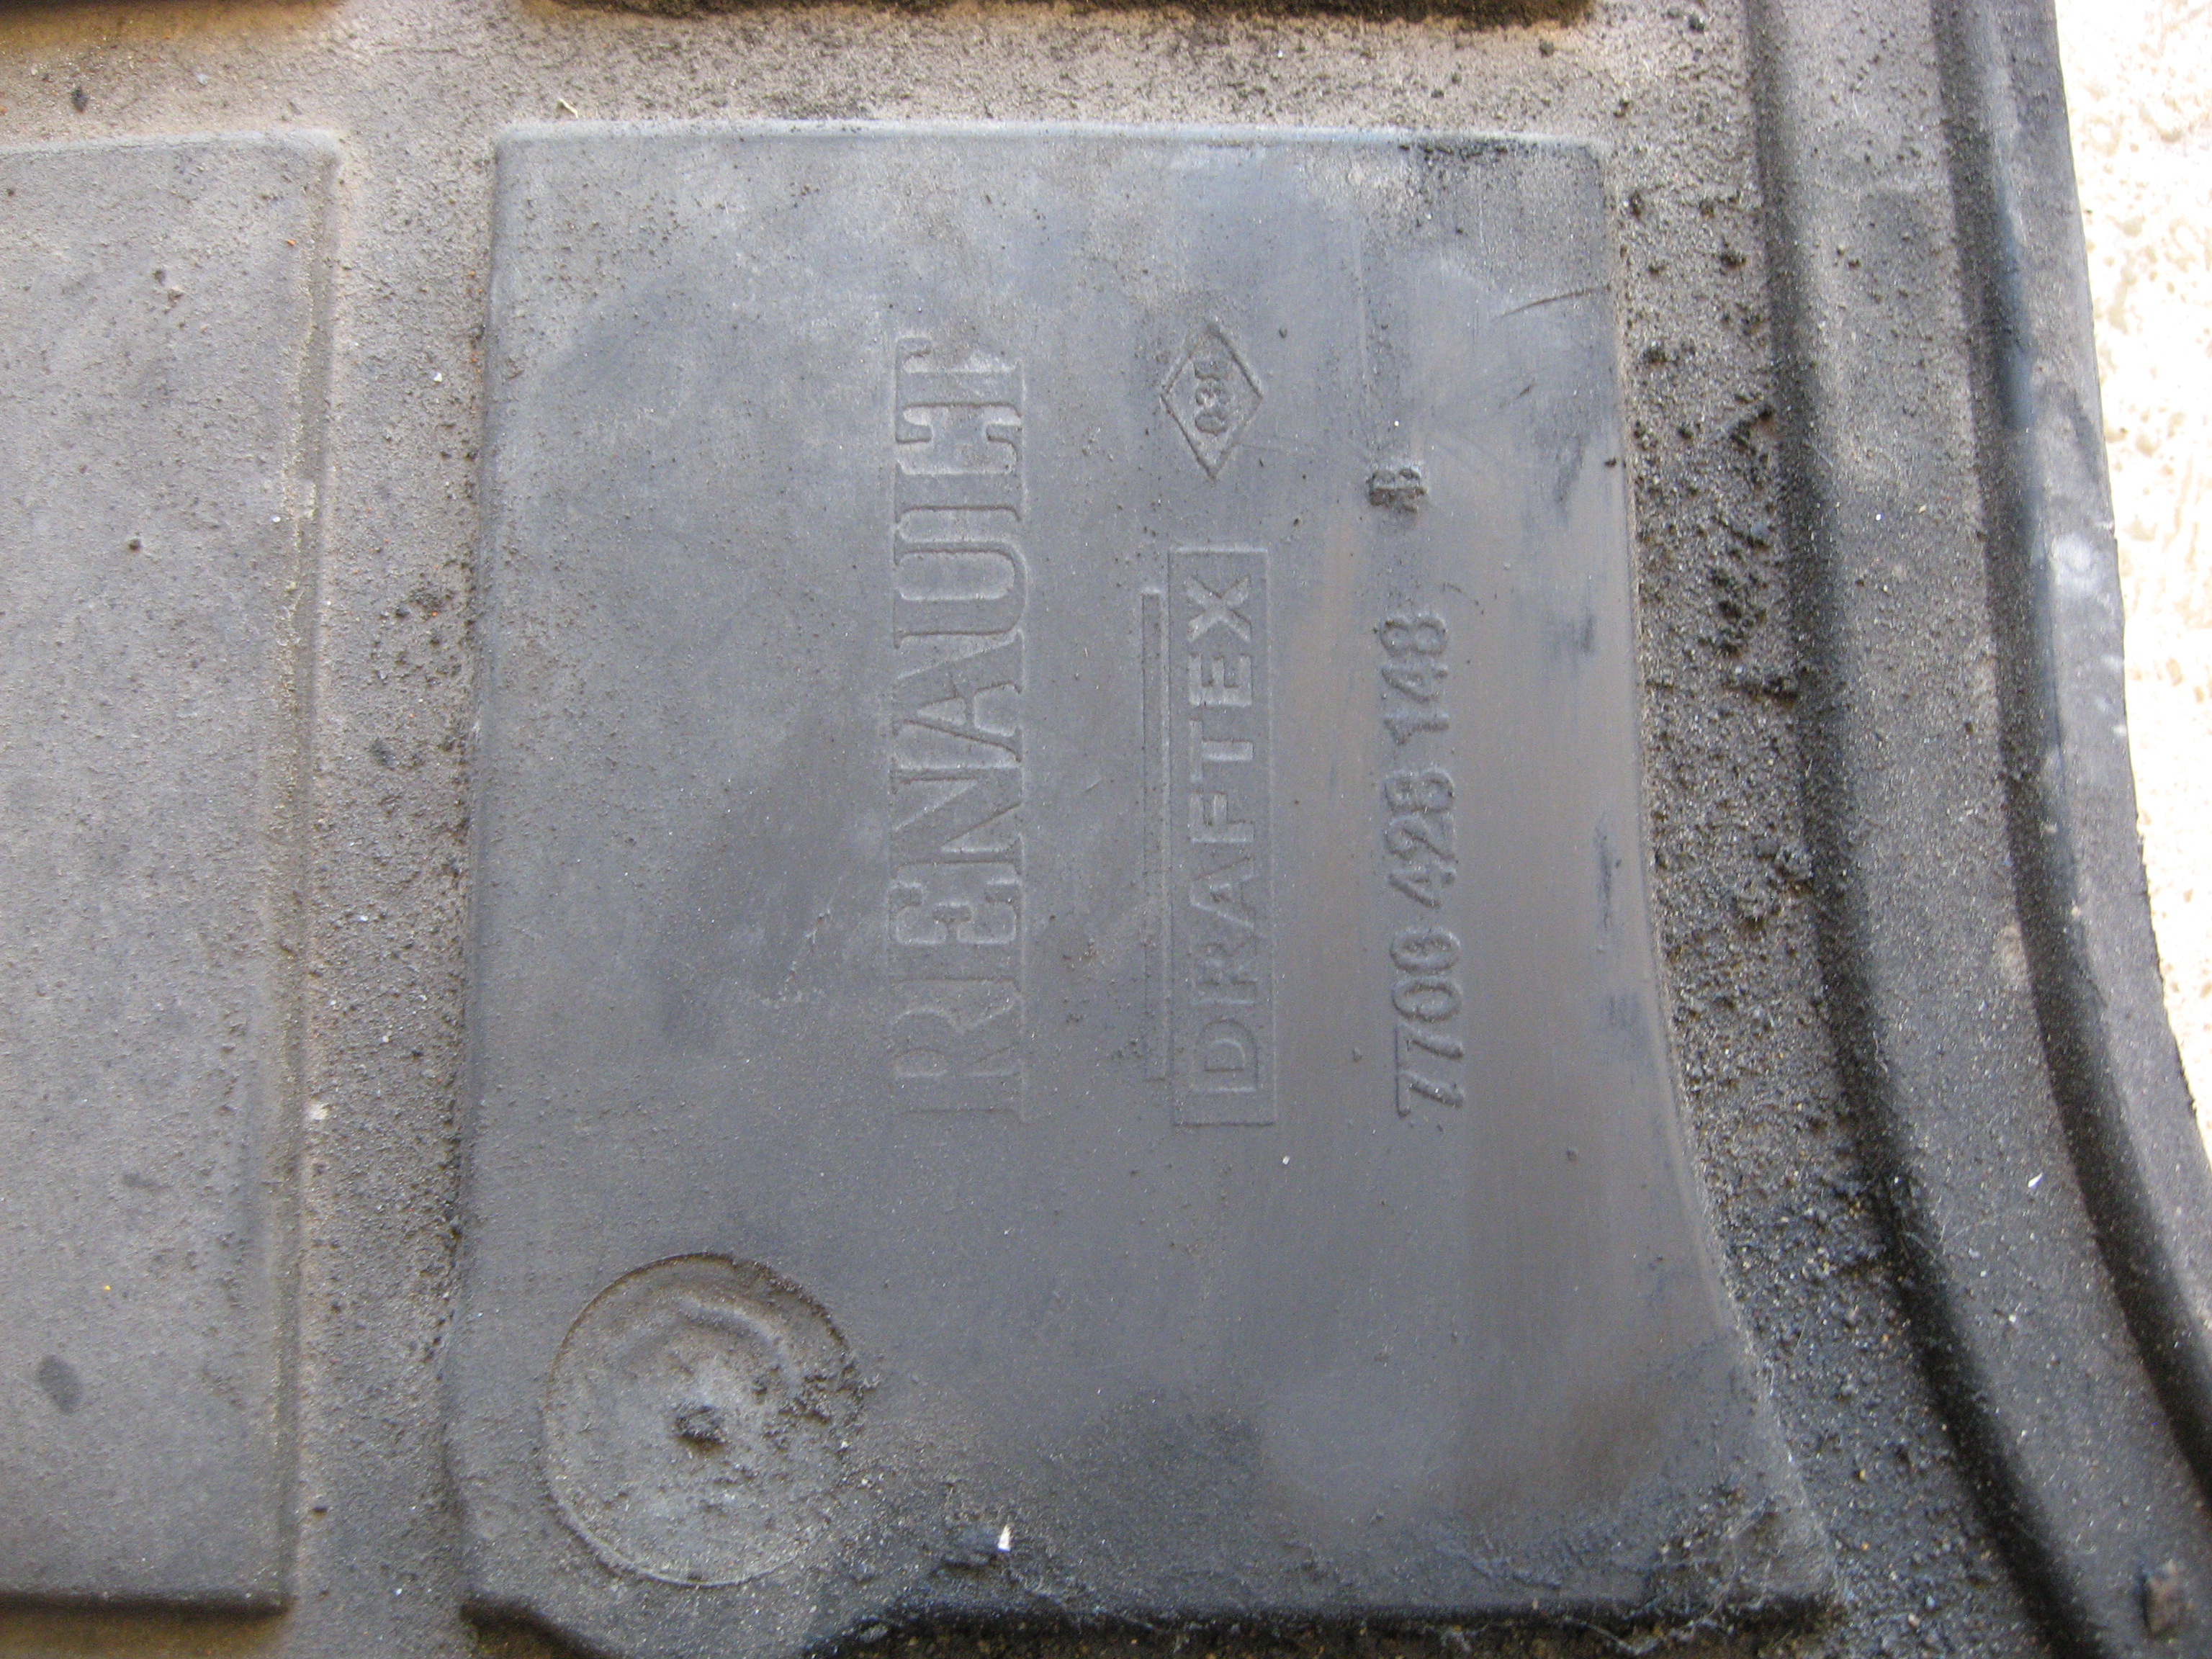 RENAULT
DRAFTEX
7700 428 148